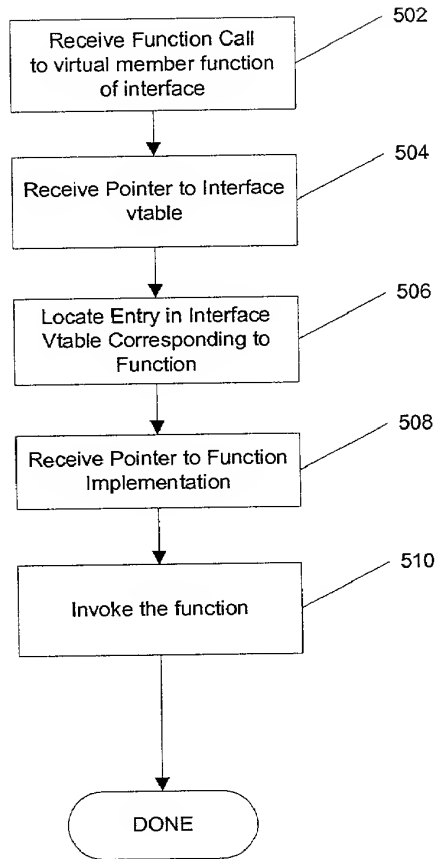 Receive Function Call
to virtual member function
of interface
502
Receive Pointer to Interface
vtable
504
Locate Entry in Interface
Vtable Corresponding to
Function
506
Receive Pointer to Function
Implementation
508
Invoke the function
510
DONE